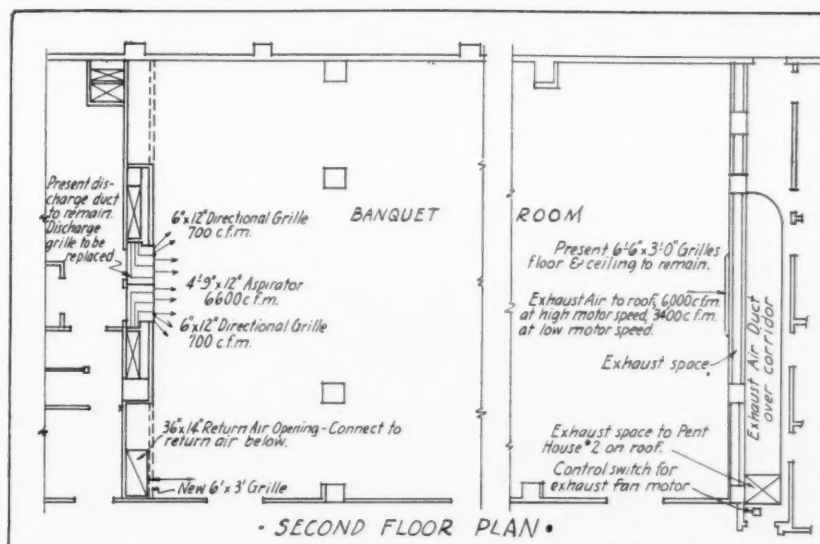 Present dis-
charge duct
to remain.
Discharge
grille to be
replaced
6"x12" Directional Grille
700 c.f.m.
4'-9"x12" Aspirator
6600 c.f.m.
6"x12" Directional Grille
700 c.f.m.
36"x14" Return Air Opening - Connect to
return air below.
New 6'x3' Grille
BANQUET ROOM
Present 6'-6"x3'-0" Grilles
floor & ceiling to remain.
Exhaust Air to roof, 6,000 c.f.m.
at high motor speed, 3400 c.f.m.
at low motor speed.
Exhaust space
Exhaust Air Duct
over corridor
Exhaust space to Pent
House #2 on roof.
Control switch for
exhaust fan motor
· SECOND FLOOR PLAN ·